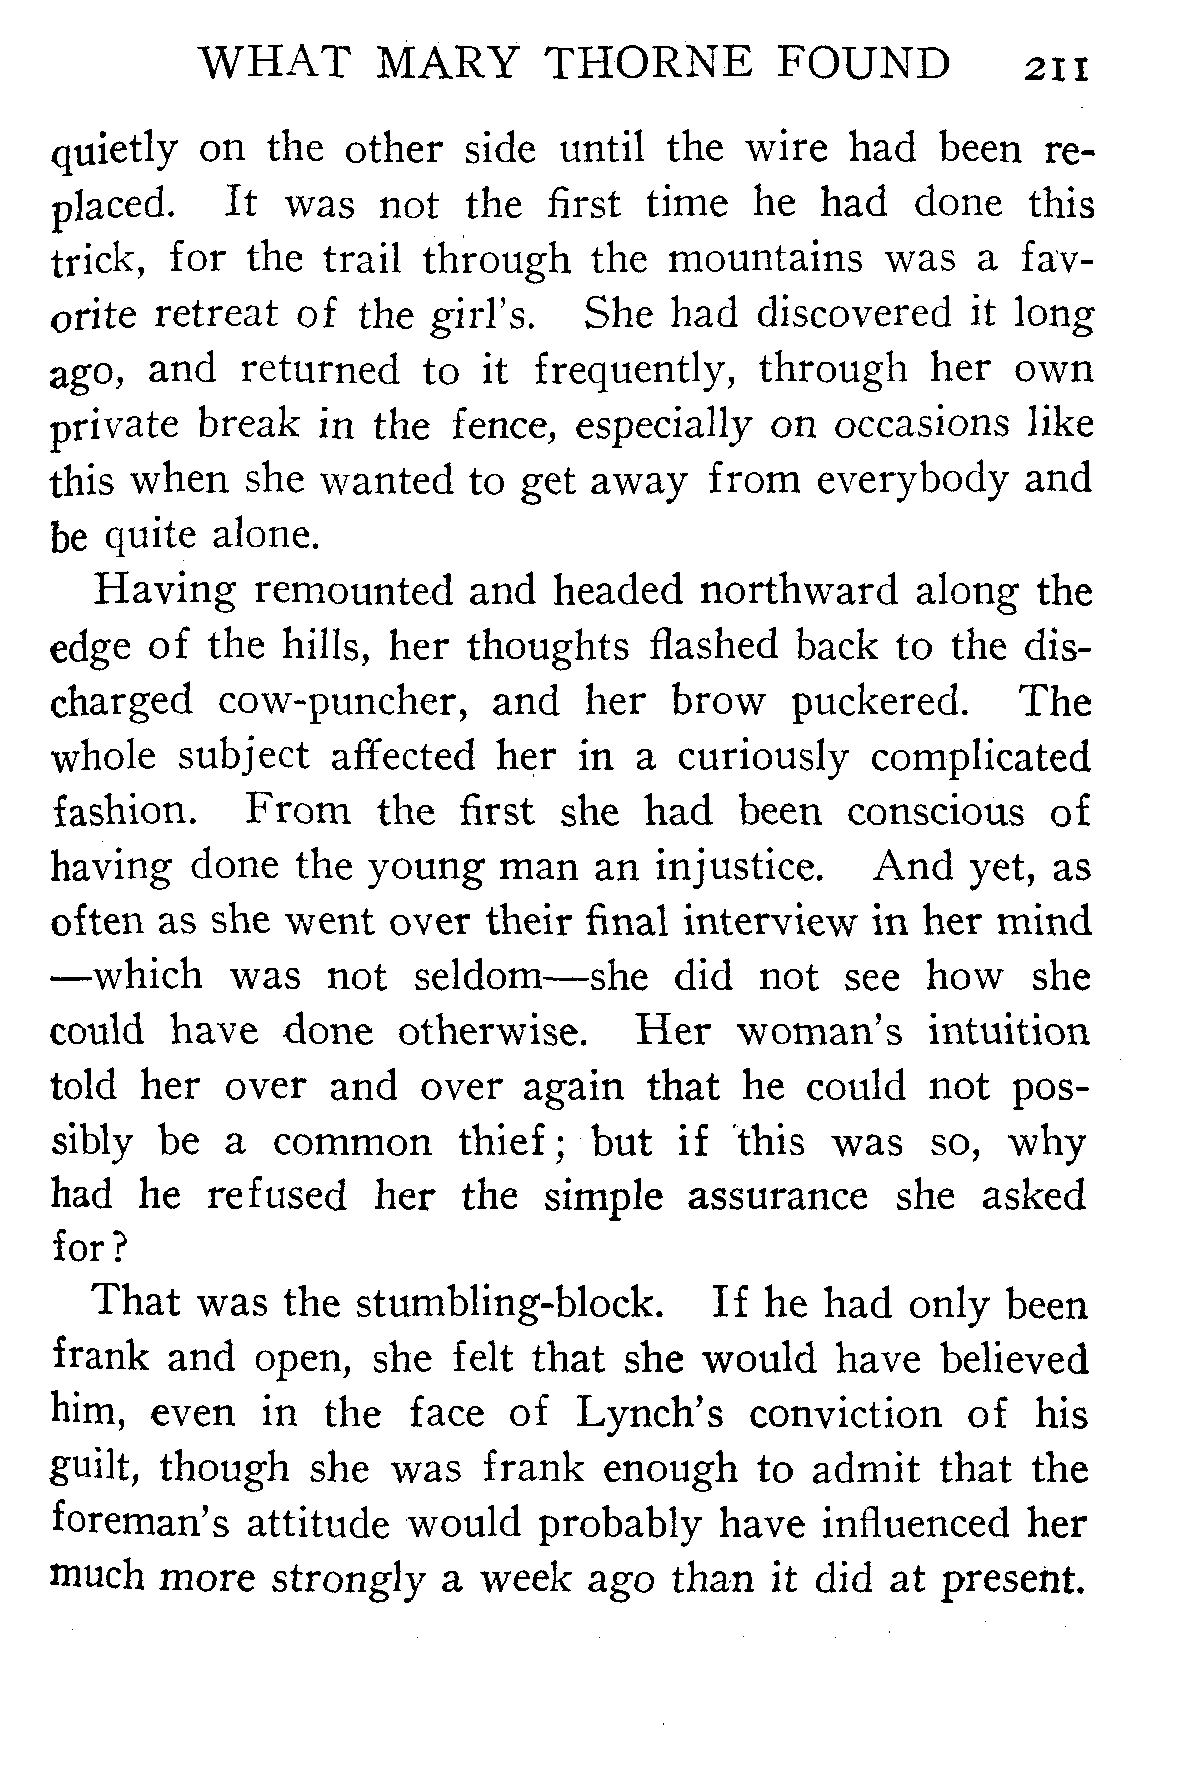 WHAT MARY THORNE FOUND 211
quietly on the other side until the wire had been re-
placed. It was not the first time he had done this
trick, for the trail through the mountains was a fav-
orite retreat of the girl's. She had discovered it long
ago, and returned to it frequently, through her own
private break in the fence, especially on occasions like
this when she wanted to get away from everybody and
be quite alone.
Having remounted and headed northward along the
edge of the hills, her thoughts flashed back to the dis-
charged cow-puncher, and her brow puckered. The
whole subject affected her in a curiously complicated
fashion. From the first she had been conscious of
having done the young man an injustice. And yet, as
often as she went over their final interview in her mind
—which was not seldom—she did not see how she
could have done otherwise. Her woman's intuition
told her over and over again that he could not pos-
sibly be a common thief; but if this was so, why
had he refused her the simple assurance she asked
for?
That was the stumbling-block. If he had only been
frank and open, she felt that she would have believed
him, even in the face of Lynch's conviction of his
guilt, though she was frank enough to admit that the
foreman's attitude would probably have influenced her
much more strongly a week ago than it did at present.